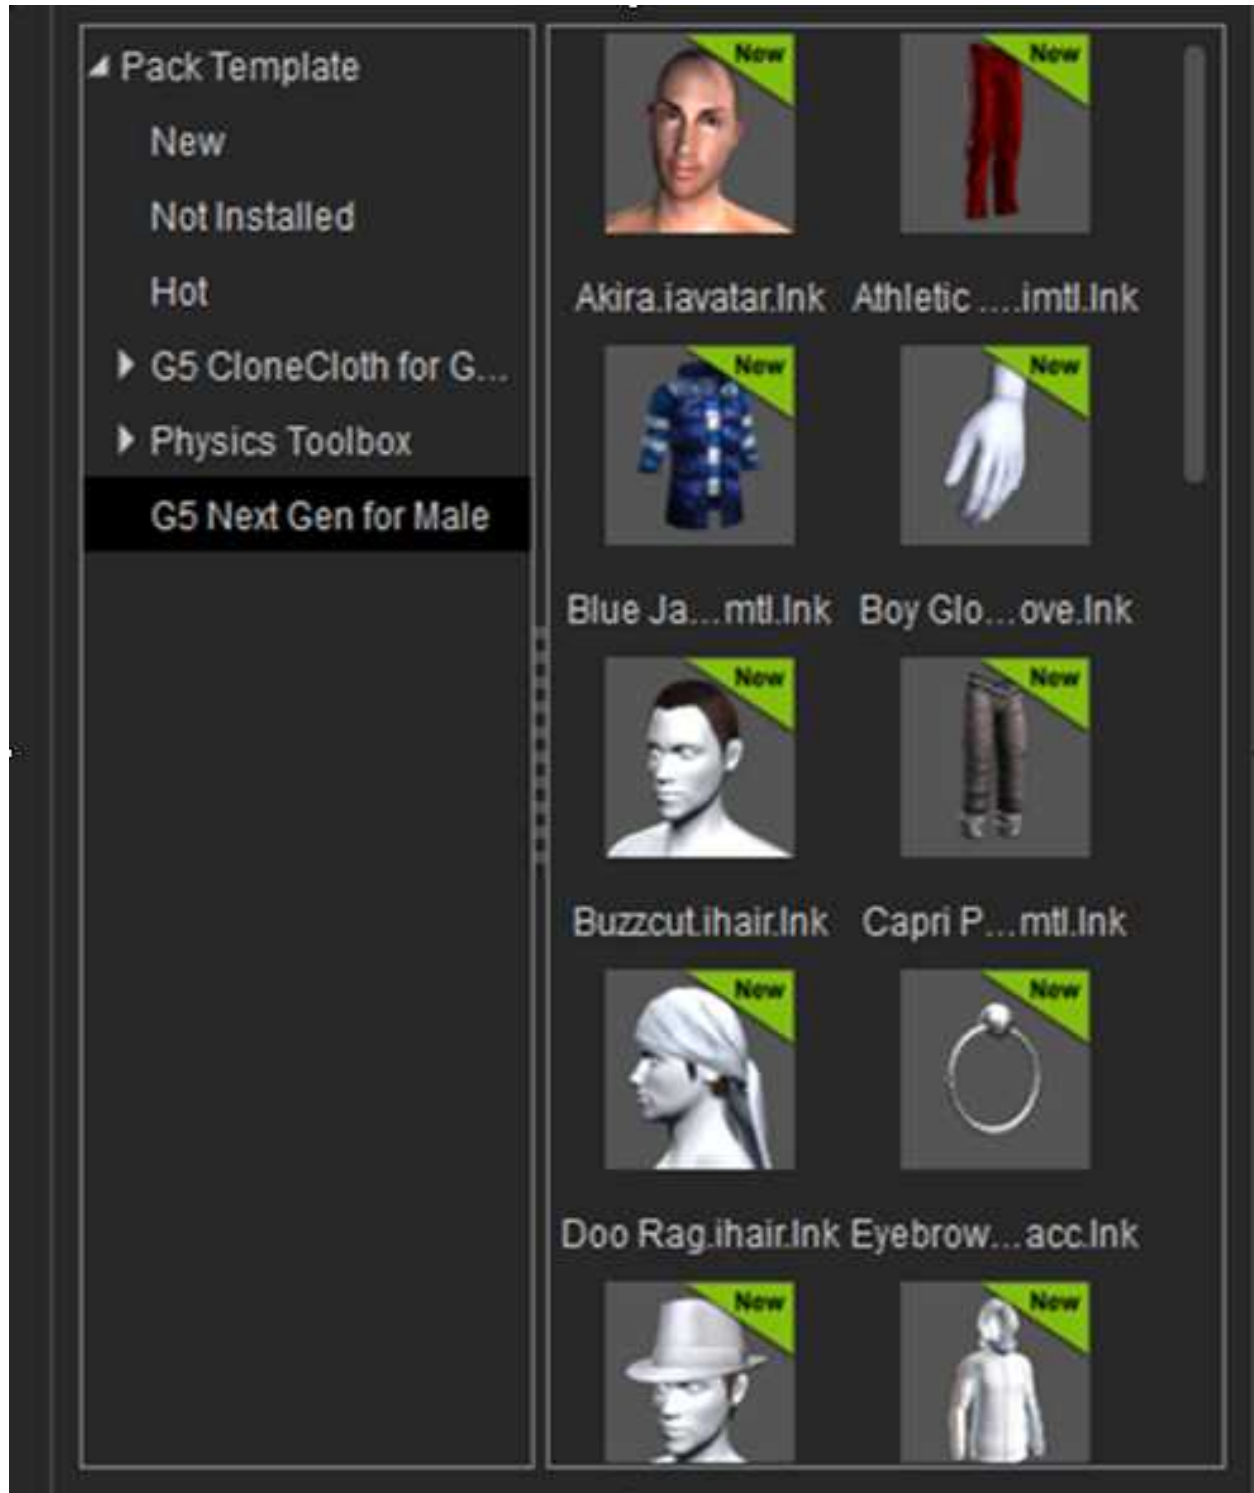 Pack Template
New
Not Installed
Hot
G5 CloneCloth for G...
Physics Toolbox
G5 Next Gen for Male
New
New
Akira.iavatar.lnk
Athletic ....imtl.lnk
New
New
Blue Ja...mtl.lnk
Boy Glo...ove.lnk
New
New
Buzzcut.ihair.lnk
Capri P...mtl.lnk
New
New
Doo Rag.ihair.lnk
Eyebrow...acc.lnk
New
New